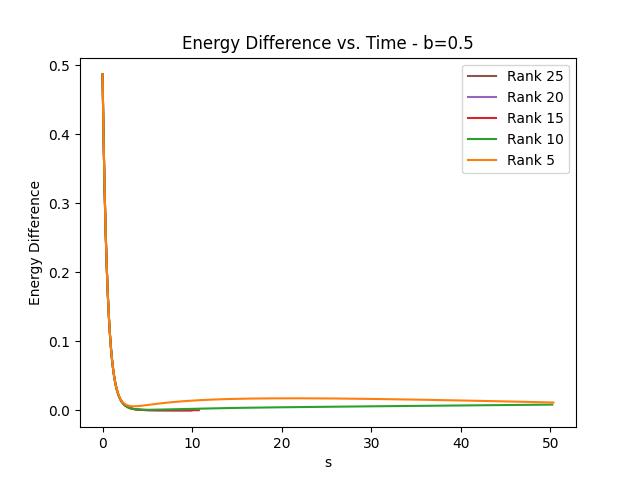 Energy Difference vs. Time - b=0.5
Energy Difference
0.5
0.4
0.3
0.2
0.1
0.0
Rank 25
Rank 20
Rank 15
Rank 10
Rank 5
0 10 20 30 40 50
s